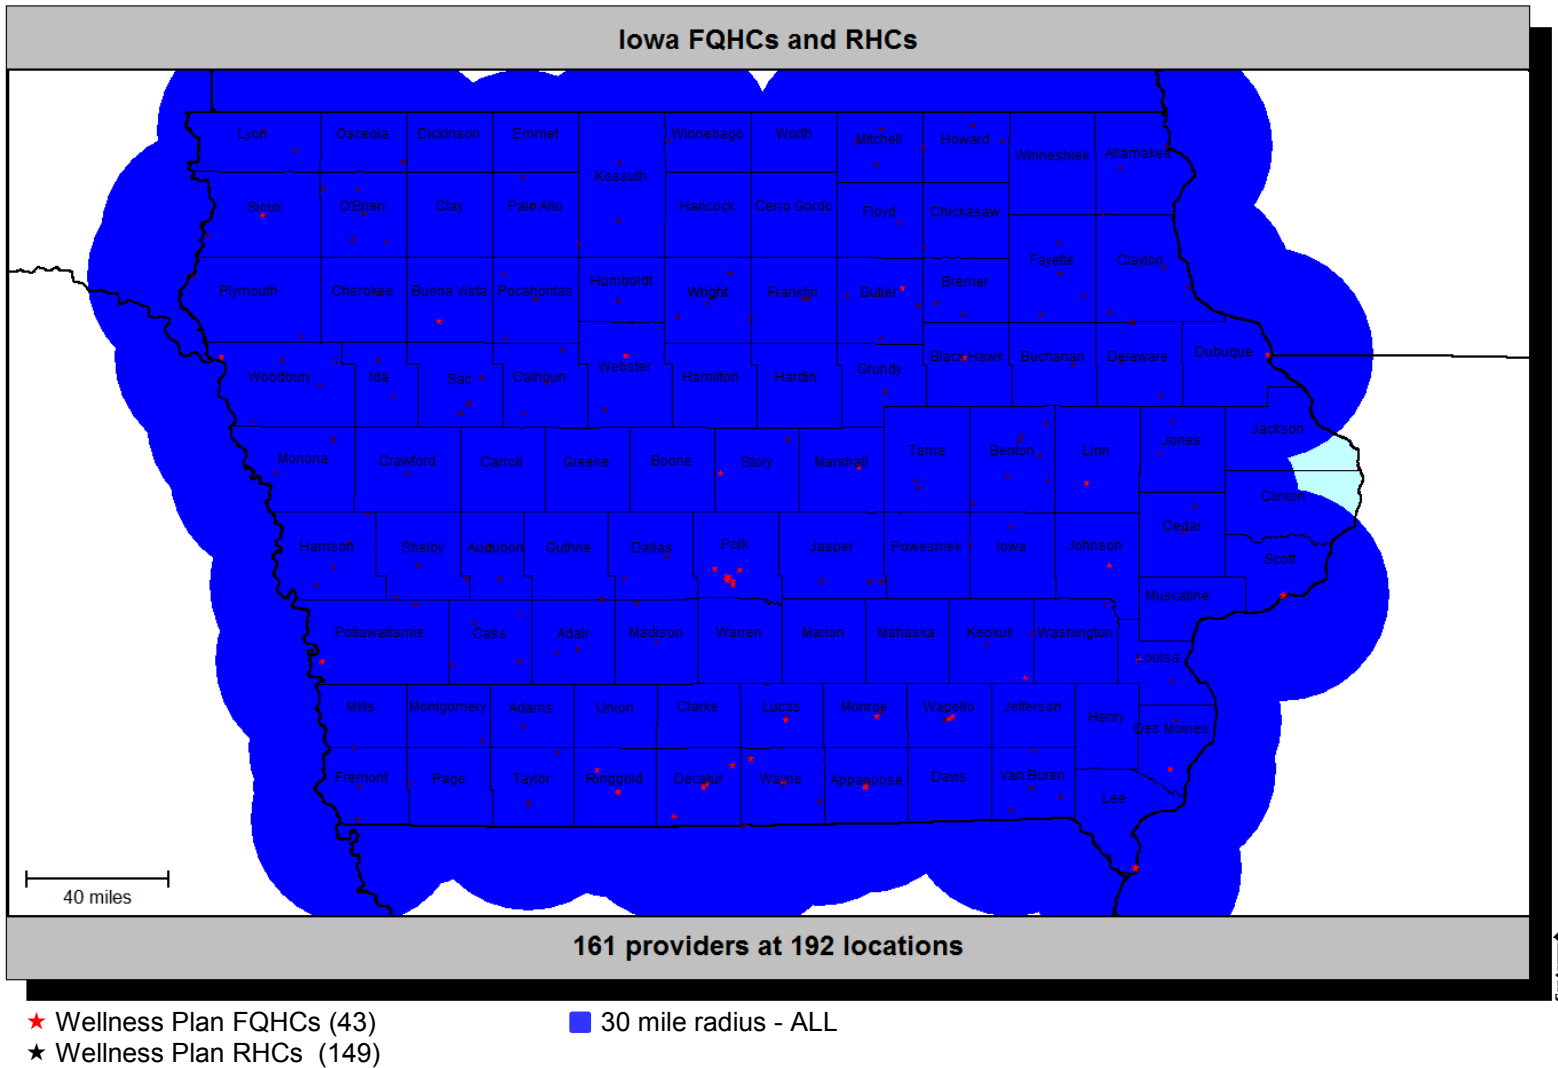 Iowa FQHCs and RHCs
Lyon Osceola Dickinson Emmet Winnebago Worth Mitchell Howard
Winneshiek Allamakee
Kossuth
Sioux O'Brien Clay Palo Alto Hancock Cerro Gordo Floyd Chickasaw
Fayette Clayton
Plymouth Cherokee Buena Vista Pocahontas Humboldt Wright Franklin Butler Bremer
Woodbury Ida Sac Calhoun Webster Hamilton Hardin Grundy Black Hawk Buchanan Delaware Dubuque
Jackson
Monona Crawford Carroll Greene Boone Story Marshall Tama Benton Linn Jones
Clinton
Cedar
Harrison Shelby Audubon Guthrie Dallas Polk Jasper Poweshiek Iowa Johnson
Scott
Muscatine
Pottawattamie Cass Adair Madison Warren Marion Mahaska Keokuk Washington
Louisa
Mills Montgomery Adams Union Clarke Lucas Monroe Wapello Jefferson Henry
Des Moines
Fremont Page Taylor Ringgold Decatur Wayne Appanoose Davis Van Buren
Lee
40 miles
161 providers at 192 locations
Wellness Plan FQHCs (43)
30 mile radius - ALL
Wellness Plan RHCs (149)